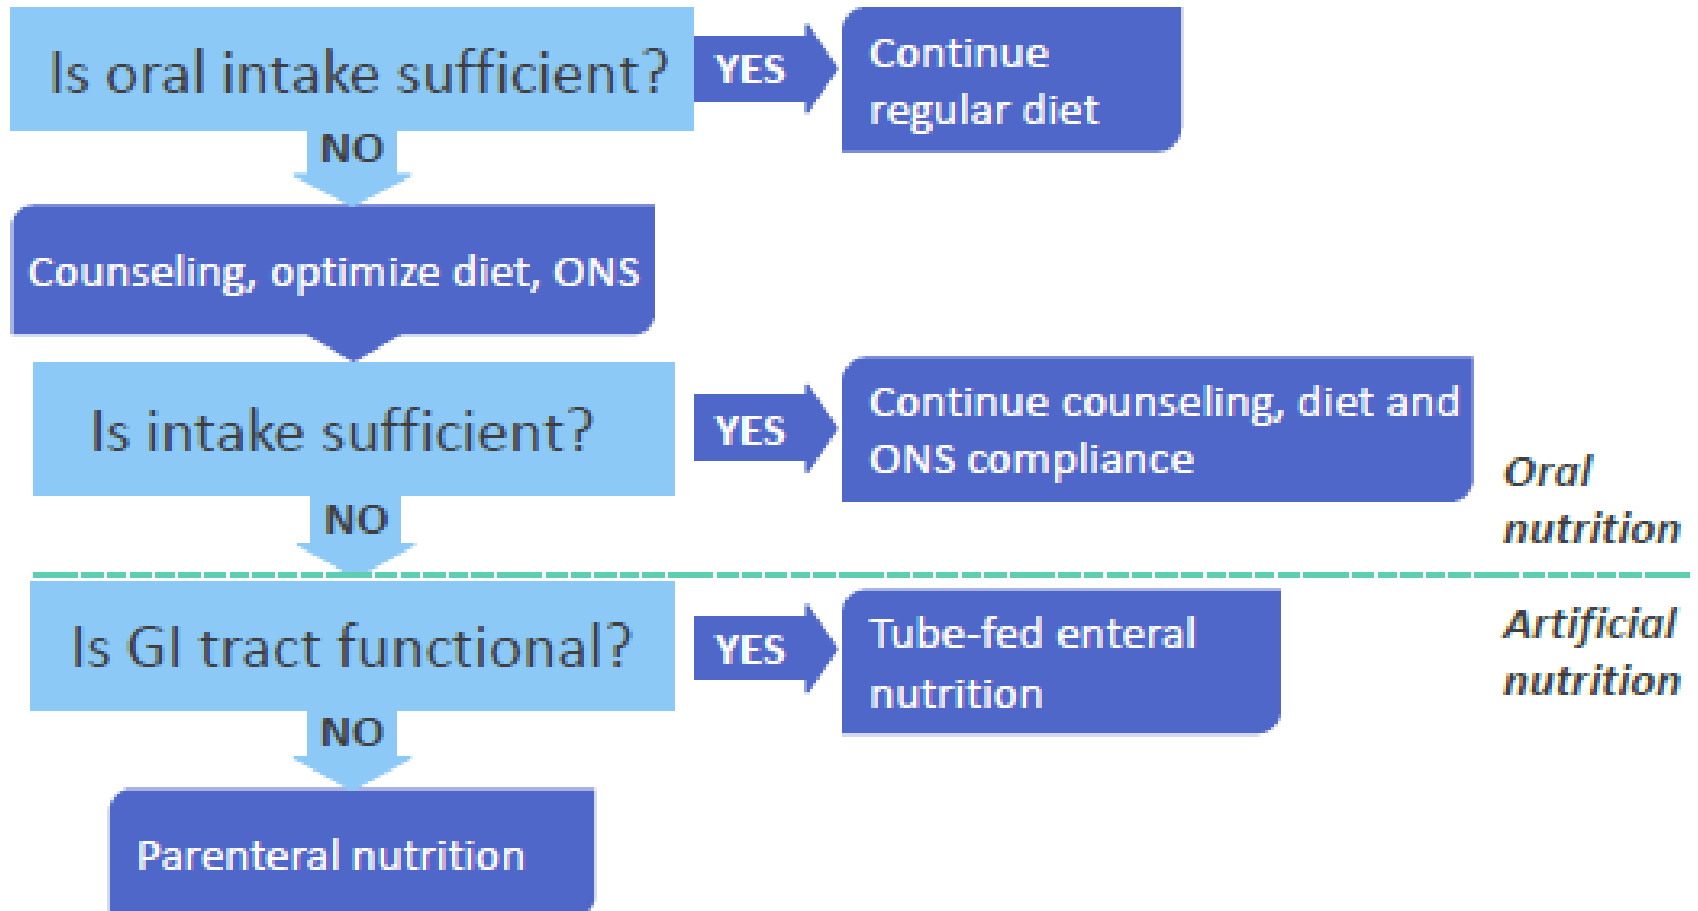 Is oral intake sufficient?
YES
Continue
regular diet
NO
Counseling, optimize diet, ONS
Is intake sufficient?
YES
Continue counseling, diet and
ONS compliance
NO
Oral
nutrition
Is GI tract functional?
YES
Tube-fed enteral
nutrition
Artificial
nutrition
NO
Parenteral nutrition